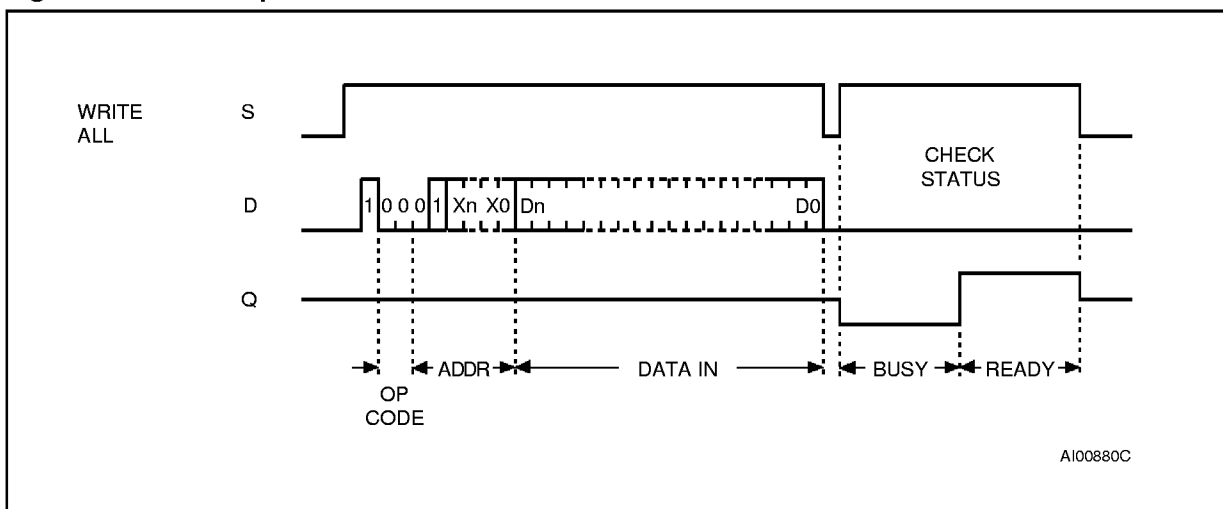 WRITE
ALL
S
CHECK
STATUS
D
1 0 0 0 1 Xn X0 Dn D0
Q
ADDR
DATA IN
BUSY
READY
OP
CODE
AI00880C